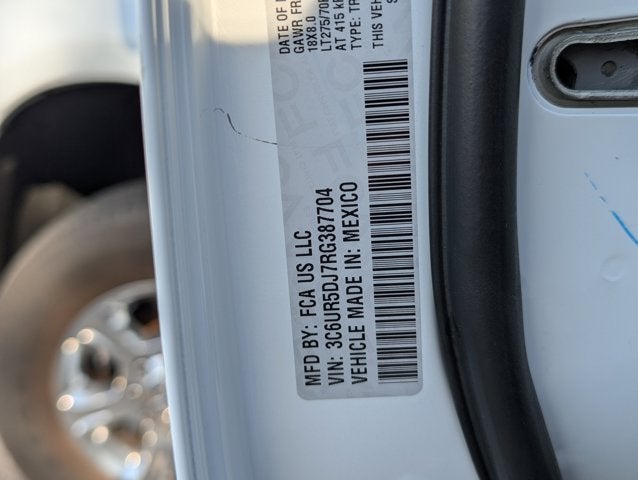 DATE OF
GAWR FR
18X8.0
LT275/70
AT 415 k
TYPE: TR
THIS VEH
MFD BY: FCA US LLC
VIN: 3C6UR5DJ7RG387704
VEHICLE MADE IN: MEXICO